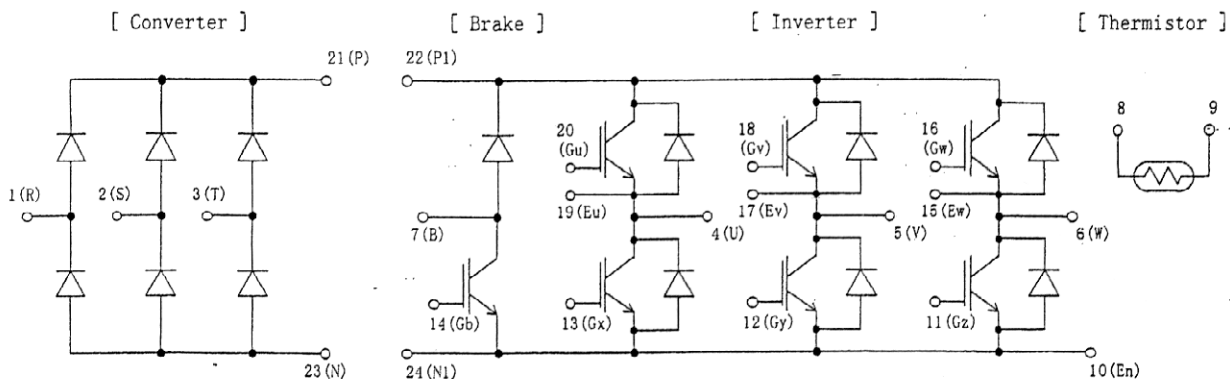 [ Converter ] [ Brake ] [ Inverter ] [ Thermistor ]
21(P) 22(P1)
8 9
20 18 16
(Gu) (Gv) (Gw)
1(R) 2(S) 3(T)
19(Eu) 17(Ev) 15(Ew)
7(B) 4(U) 5(V) 6(W)
14(Gb) 13(Gx) 12(Gy) 11(Gz)
23(N) 24(N1) 10(En)